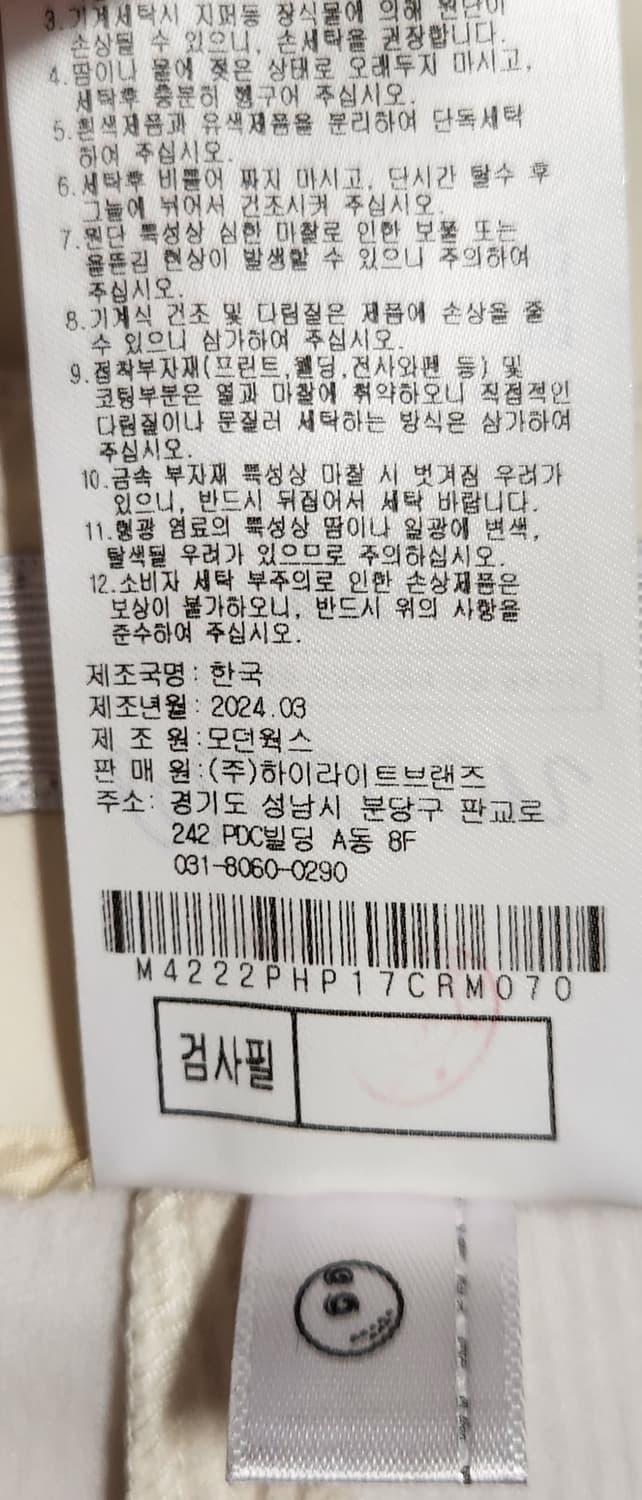 3.기계세탁시 지퍼등 장식물에 의해 원단이
손상될 수 있으니, 손세탁을 권장합니다.
4.땀이나 물에 젖은 상태로 오래두지 마시고,
세탁후 충분히 헹구어 주십시오.
5.흰색제품과 유색제품을 분리하여 단독세탁
하여 주십시오.
6.세탁후 비틀어 짜지 마시고, 단시간 탈수 후
그늘에 뉘어서 건조시켜 주십시오.
7.원단 특성상 심한 마찰로 인한 보풀 또는
올뜯김 현상이 발생할 수 있으니 주의하여
주십시오.
8.기계식 건조 및 다림질은 제품에 손상을 줄
수 있으니 삼가하여 주십시오.
9.접착부자재(프린트,웰딩,전사와펜 등) 및
코팅부분은 열과 마찰에 취약하오니 직접적인
다림질이나 문질러 세탁하는 방식은 삼가하여
주십시오.
10.금속 부자재 특성상 마찰 시 벗겨짐 우려가
있으니, 반드시 뒤집어서 세탁 바랍니다.
11.형광 염료의 특성상 땀이나 일광에 변색,
탈색될 우려가 있으므로 주의하십시오.
12.소비자 세탁 부주의로 인한 손상제품은
보상이 불가하오니, 반드시 위의 사항을
준수하여 주십시오.
제조국명: 한국
제조년월: 2024.03
제 조 원:모던웍스
판 매 원:(주)하이라이트브랜즈
주소: 경기도 성남시 분당구 판교로
242 PDC빌딩 A동 8F
031-8060-0290
M4222PHP17CRM070
검사필